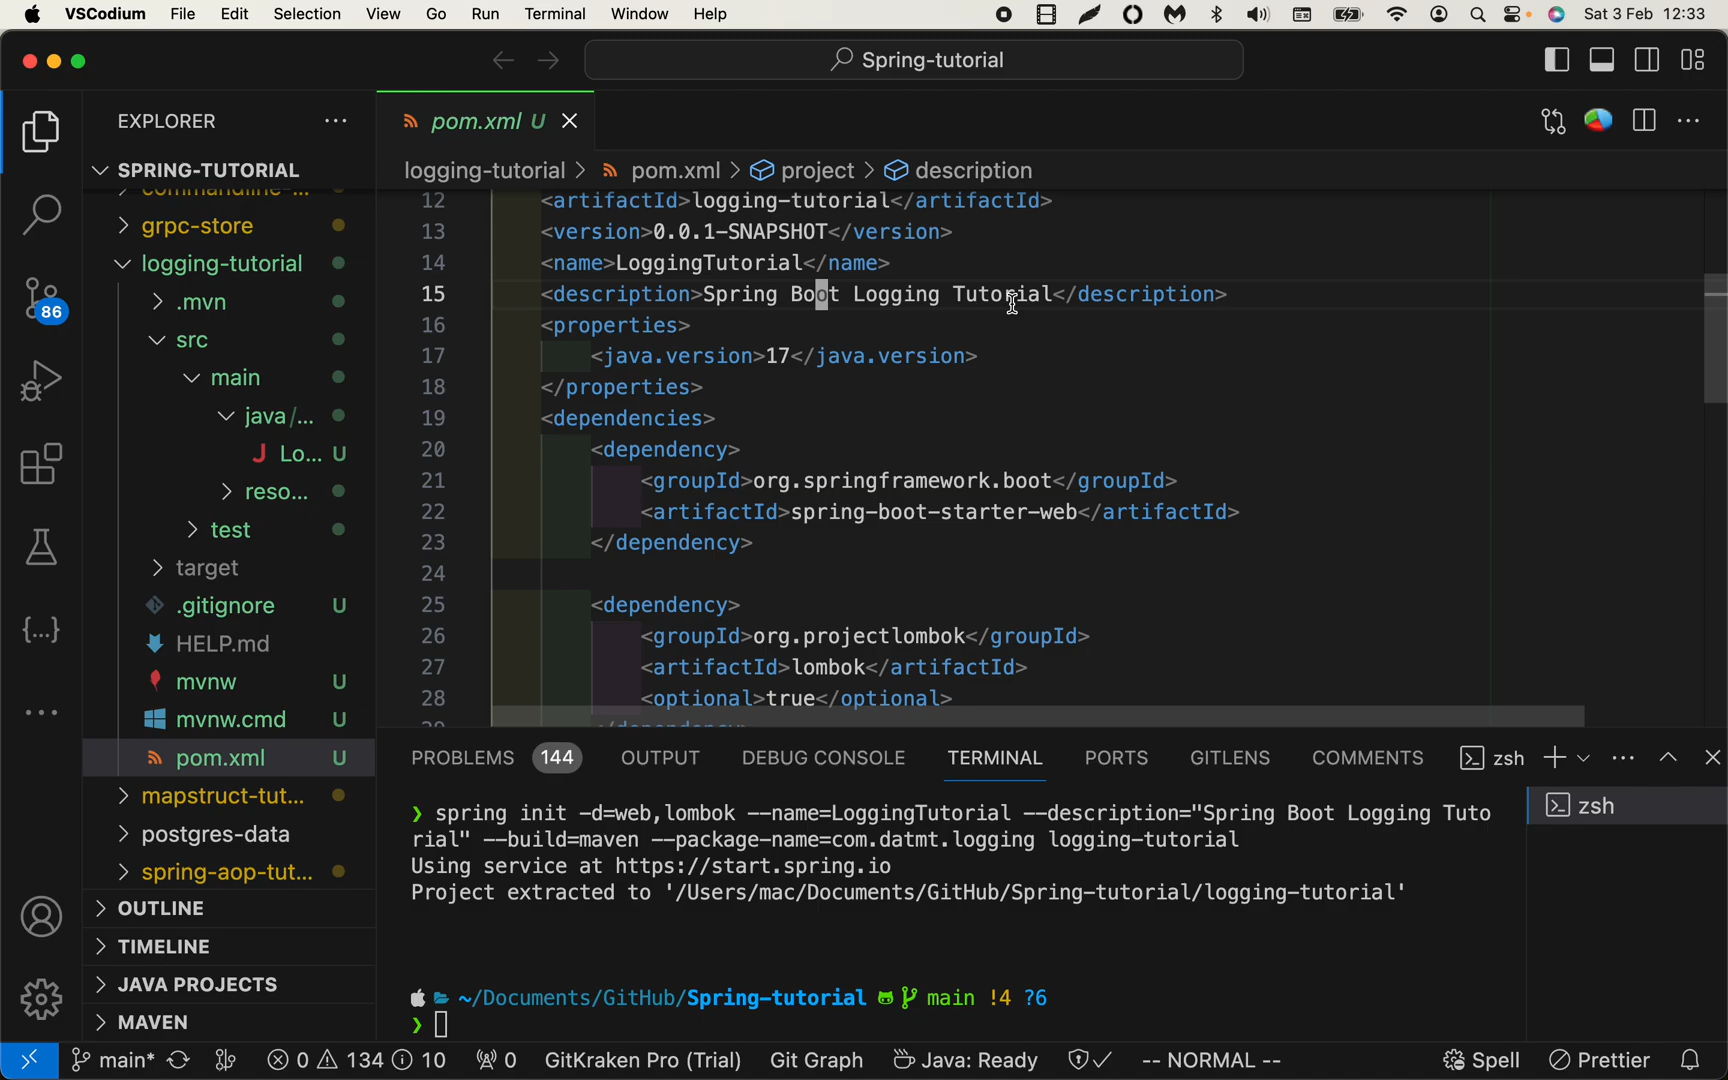 VSCodium File Edit Selection View Go Run Terminal Window Help Sat 3 Feb 12:33
Spring-tutorial
EXPLORER
pom.xml U
SPRING-TUTORIAL
logging-tutorial > pom.xml > project > description
commandline-...
grpc-store
logging-tutorial
.mvn
86
src
main
java/...
Lo... U
reso...
test
target
.gitignore U
HELP.md
mvnw U
mvnw.cmd U
pom.xml U
mapstruct-tut...
postgres-data
spring-aop-tut...
OUTLINE
TIMELINE
JAVA PROJECTS
MAVEN
12 <artifactId>logging-tutorial</artifactId>
13 <version>0.0.1-SNAPSHOT</version>
14 <name>LoggingTutorial</name>
15 <description>Spring Boot Logging Tutorial</description>
16 <properties>
17 <java.version>17</java.version>
18 </properties>
19 <dependencies>
20 <dependency>
21 <groupId>org.springframework.boot</groupId>
22 <artifactId>spring-boot-starter-web</artifactId>
23 </dependency>
24
25 <dependency>
26 <groupId>org.projectlombok</groupId>
27 <artifactId>lombok</artifactId>
28 <optional>true</optional>
29 </dependency>
PROBLEMS 144 OUTPUT DEBUG CONSOLE TERMINAL PORTS GITLENS COMMENTS zsh
zsh
❯ spring init -d=web,lombok --name=LoggingTutorial --description="Spring Boot Logging Tuto
rial" --build=maven --package-name=com.datmt.logging logging-tutorial
Using service at https://start.spring.io
Project extracted to '/Users/mac/Documents/GitHub/Spring-tutorial/logging-tutorial'
~/Documents/GitHub/Spring-tutorial main !4 ?6
❯
main* 0 134 10 0 GitKraken Pro (Trial) Git Graph Java: Ready -- NORMAL -- Spell Prettier